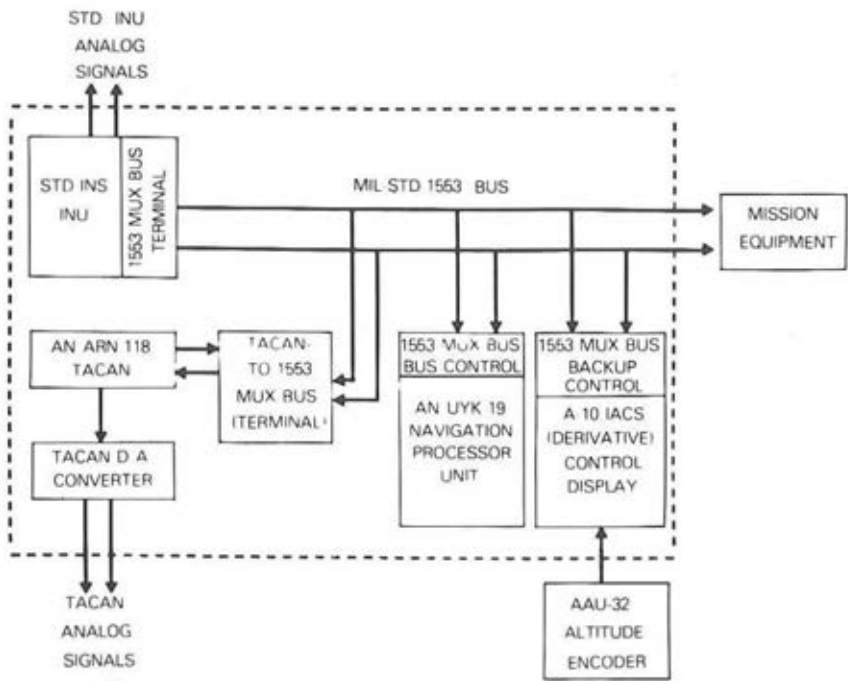 STD INU
ANALOG
SIGNALS
STD INS
INU
1553 MUX BUS
TERMINAL
MIL STD 1553 BUS
MISSION
EQUIPMENT
AN ARN 118
TACAN
TACAN-
TO 1553
MUX BUS
(TERMINAL)
1553 MUX BUS
BUS CONTROL
AN UYK 19
NAVIGATION
PROCESSOR
UNIT
1553 MUX BUS
BACKUP
CONTROL
A-10 IACS
(DERIVATIVE)
CONTROL
DISPLAY
TACAN D A
CONVERTER
TACAN
ANALOG
SIGNALS
AAU-32
ALTITUDE
ENCODER